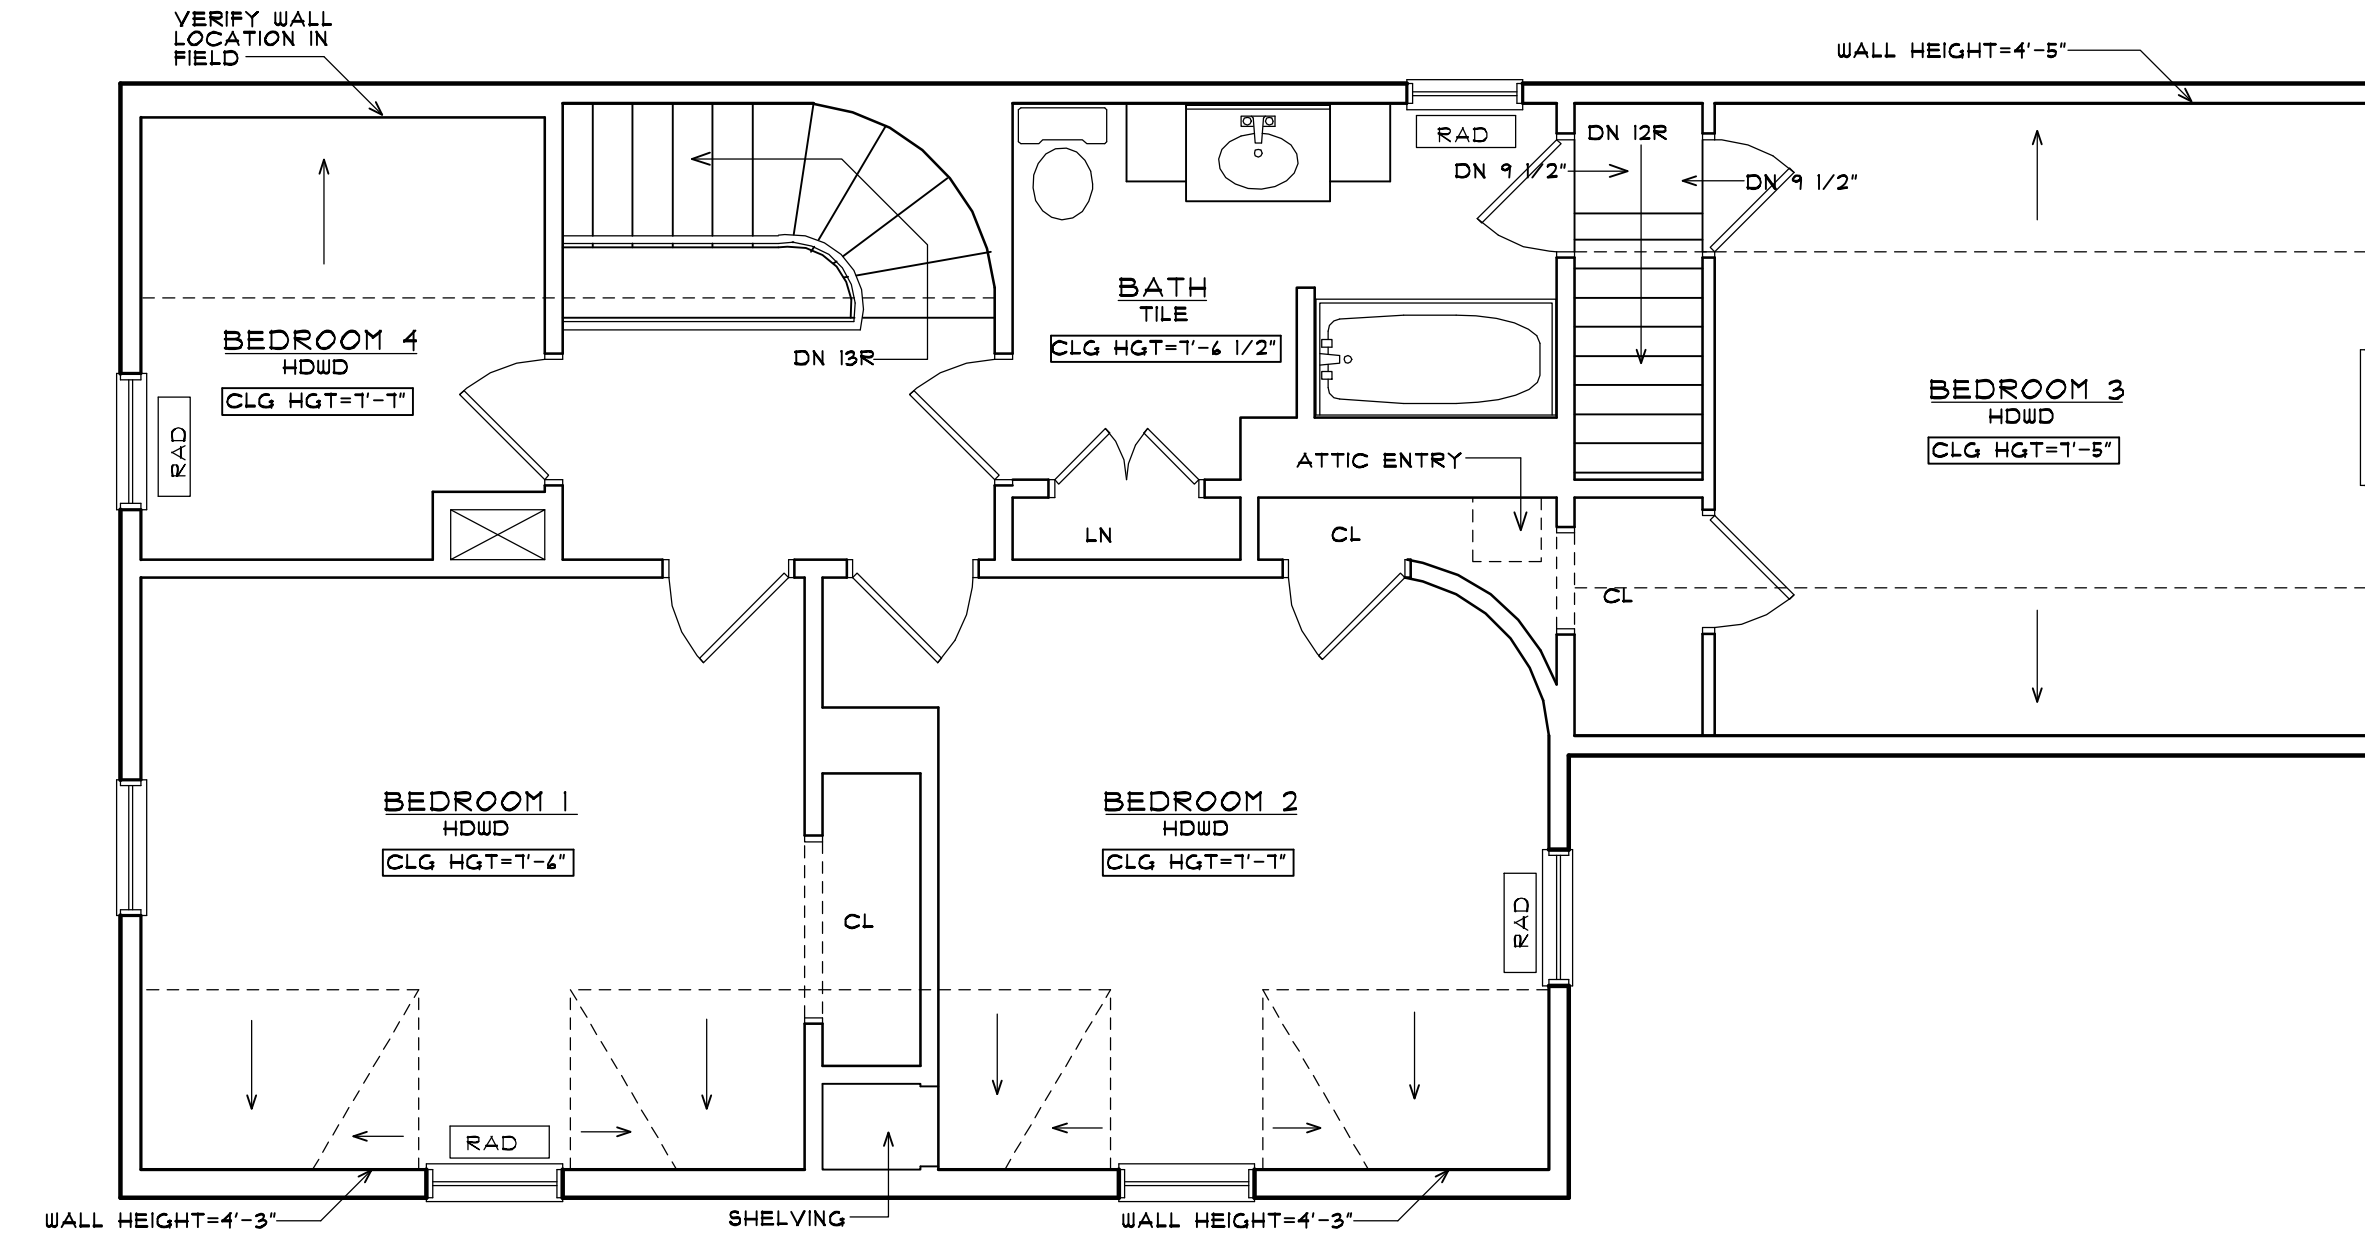 VERIFY WALL
LOCATION IN
FIELD
WALL HEIGHT=4'-5"
RAD
DN 12R
DN 9 1/2"
DN 9 1/2"
BATH
TILE
CLG HGT=7'-6 1/2"
BEDROOM 4
HDWD
CLG HGT=7'-7"
RAD
DN 13R
BEDROOM 3
HDWD
CLG HGT=7'-5"
ATTIC ENTRY
LN
CL
CL
BEDROOM 1
HDWD
CLG HGT=7'-6"
BEDROOM 2
HDWD
CLG HGT=7'-7"
CL
RAD
RAD
WALL HEIGHT=4'-3"
SHELVING
WALL HEIGHT=4'-3"